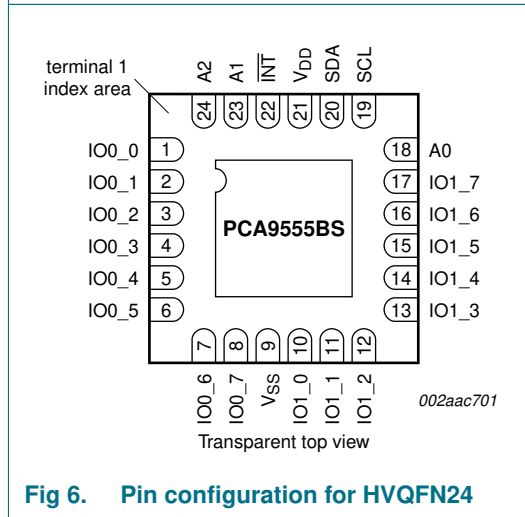 terminal 1
index area
A2
A1
INT
VDD
SDA
SCL
24
23
22
21
20
19
IO0_0 1
IO0_1 2
IO0_2 3
IO0_3 4
IO0_4 5
IO0_5 6
PCA9555BS
18 A0
17 IO1_7
16 IO1_6
15 IO1_5
14 IO1_4
13 IO1_3
7
8
9
10
11
12
IO0_6
IO0_7
VSS
IO1_0
IO1_1
IO1_2
002aac701
Transparent top view
Fig 6. Pin configuration for HVQFN24